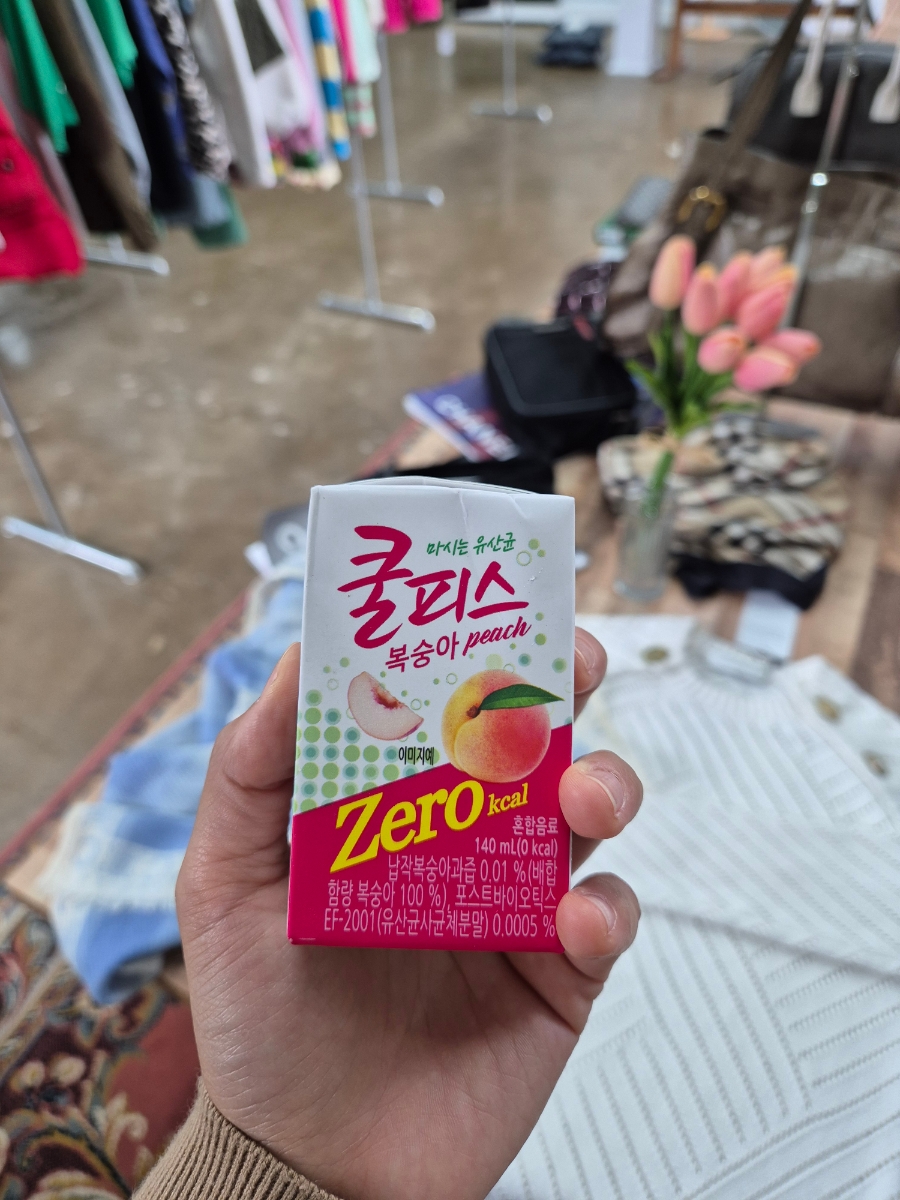 마시는 유산균
쿨피스
복숭아 peach
이미지예
Zero kcal
혼합음료
140 mL(0 kcal)
납작복숭아과즙 0.01 %(배합
함량 복숭아 100 %), 포스트바이오틱스
EF-2001(유산균사균체분말) 0.0005 %